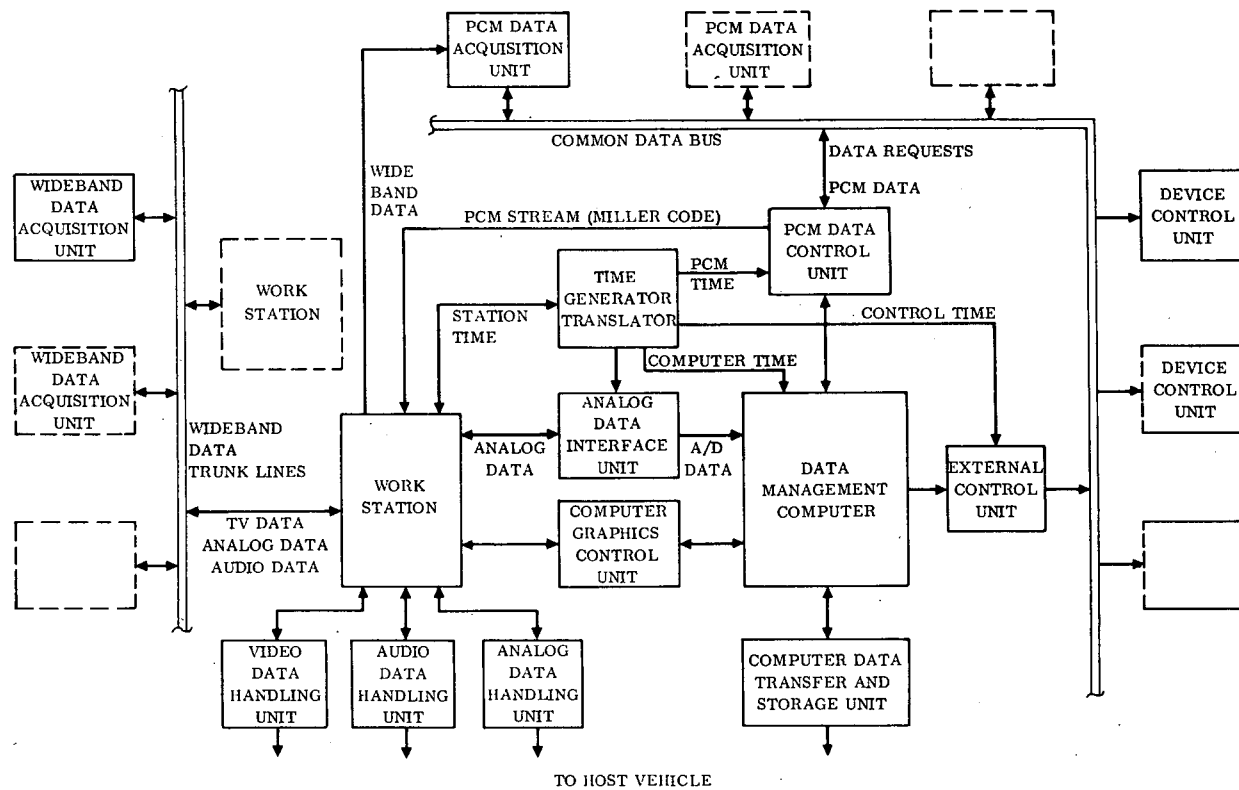 PCM DATA
ACQUISITION
UNIT
PCM DATA
ACQUISITION
UNIT
COMMON DATA BUS
DATA REQUESTS
PCM DATA
WIDE
BAND
DATA
WIDEBAND
DATA
ACQUISITION
UNIT
DEVICE
CONTROL
UNIT
PCM STREAM (MILLER CODE)
PCM DATA
CONTROL
UNIT
WORK
STATION
TIME
GENERATOR
TRANSLATOR
PCM
TIME
STATION
TIME
CONTROL TIME
COMPUTER TIME
WIDEBAND DATA
ACQUISITION
UNIT
DEVICE
CONTROL
UNIT
WIDEBAND
DATA
TRUNK LINES
ANALOG
DATA
INTERFACE
UNIT
ANALOG
DATA
A/D
DATA
WORK
STATION
DATA
MANAGEMENT
COMPUTER
EXTERNAL
CONTROL
UNIT
TV DATA
ANALOG DATA
AUDIO DATA
COMPUTER
GRAPHICS
CONTROL
UNIT
VIDEO
DATA
HANDLING
UNIT
AUDIO
DATA
HANDLING
UNIT
ANALOG
DATA
HANDLING
UNIT
COMPUTER DATA
TRANSFER AND
STORAGE UNIT
TO HOST VEHICLE